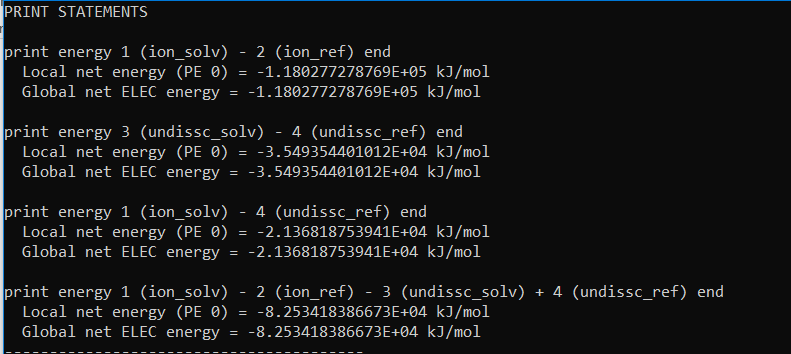 PRINT STATEMENTS
print energy 1 (ion_solv) - 2 (ion_ref) end
Local net energy (PE 0) = -1.180277278769E+05 kJ/mol
Global net ELEC energy = -1.180277278769E+05 kJ/mol
print energy 3 (undissc_solv) - 4 (undissc_ref) end
Local net energy (PE 0) = -3.549354401012E+04 kJ/mol
Global net ELEC energy = -3.549354401012E+04 kJ/mol
print energy 1 (ion_solv) - 4 (undissc_ref) end
Local net energy (PE 0) = -2.136818753941E+04 kJ/mol
Global net ELEC energy = -2.136818753941E+04 kJ/mol
print energy 1 (ion_solv) - 2 (ion_ref) - 3 (undissc_solv) + 4 (undissc_ref) end
Local net energy (PE 0) = -8.253418386673E+04 kJ/mol
Global net ELEC energy = -8.253418386673E+04 kJ/mol
----------------------------------------